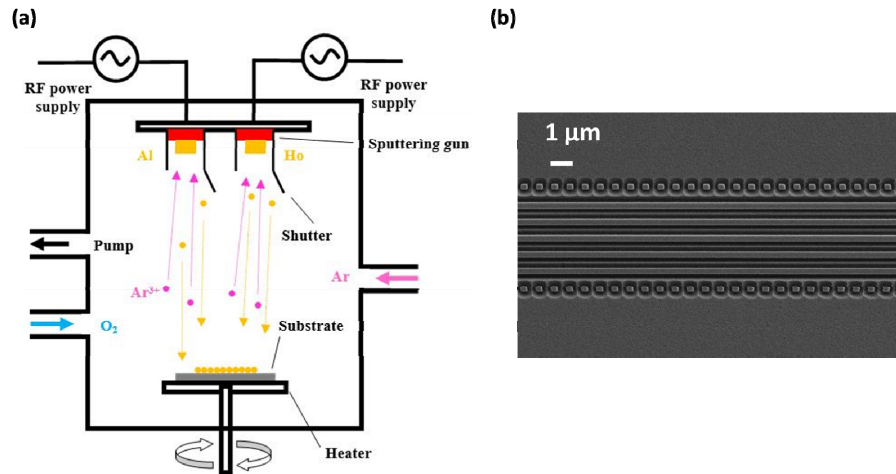 (a)
(b)
RF power
supply
RF power
supply
Sputtering gun
Al
Ho
Shutter
Pump
Ar
Ar³⁺
O₂
Substrate
Heater
1 μm